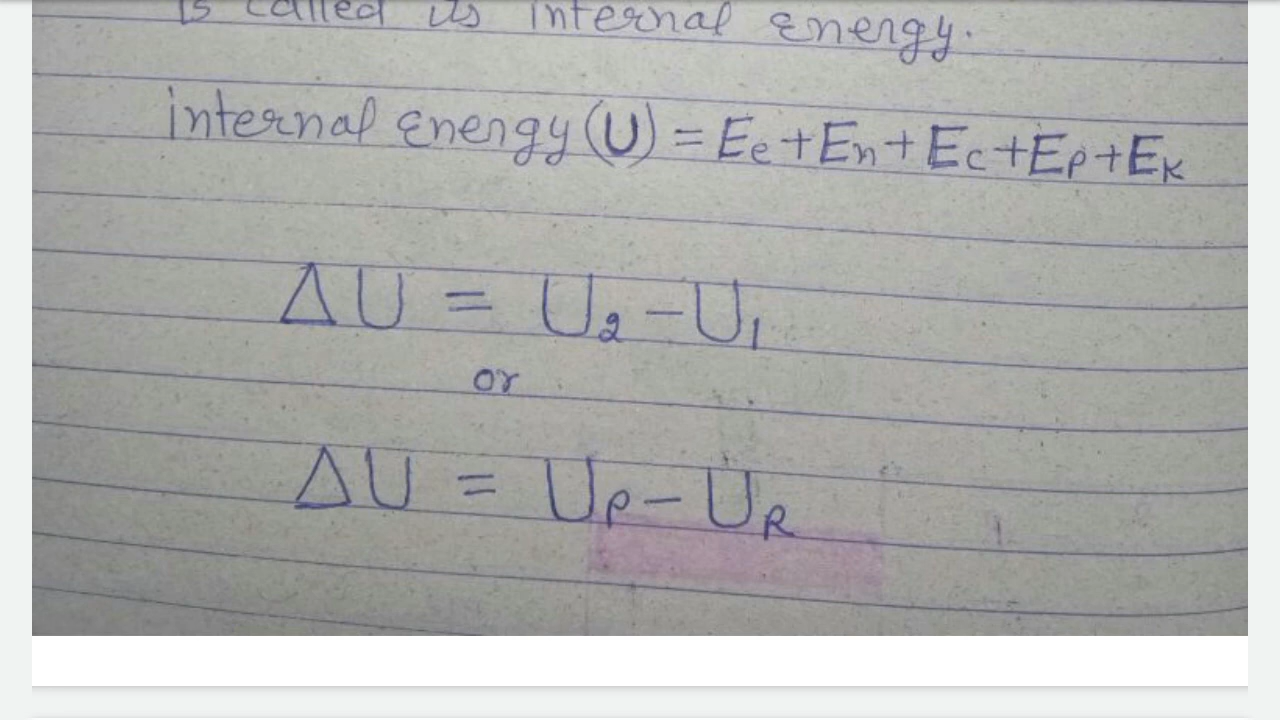 is called its internal energy.
internal energy (U) = Ee + En + Ec + Ep + EK
ΔU = U2 - U1
or
ΔU = UP - UR